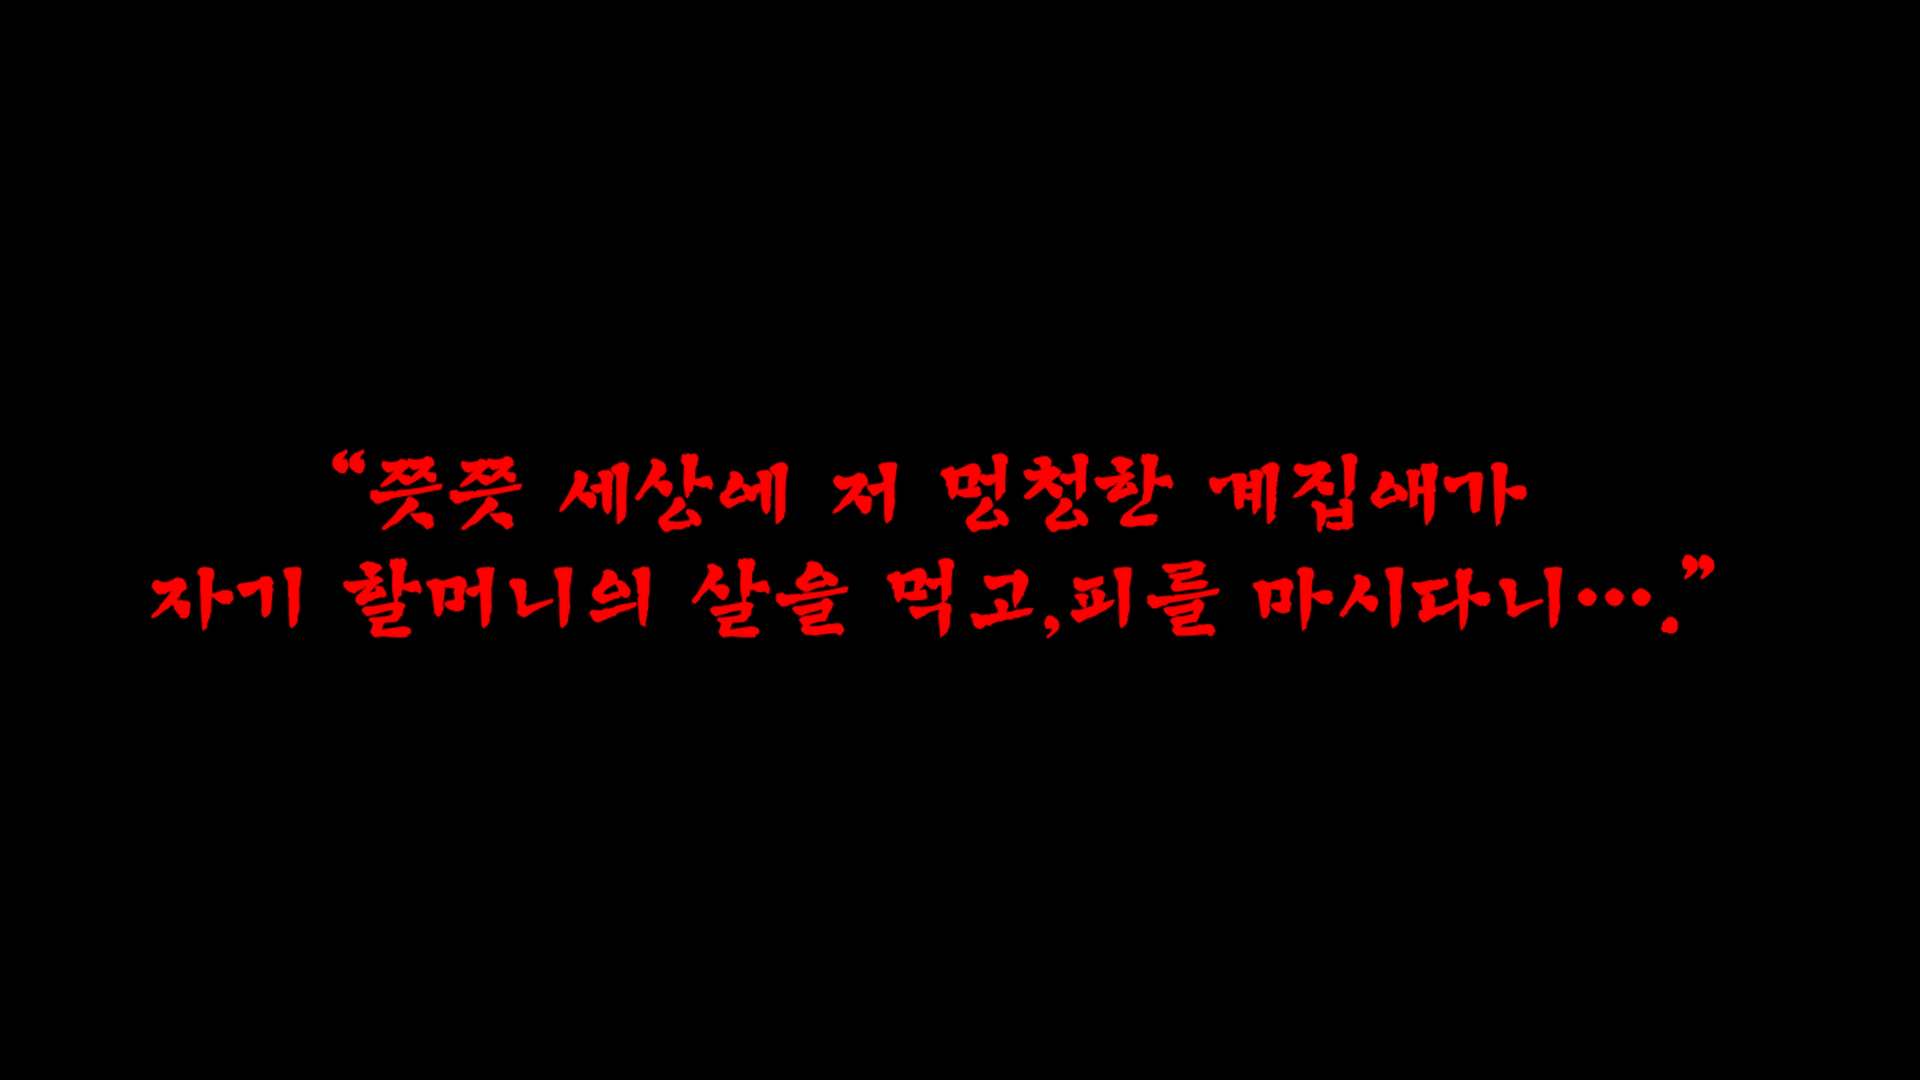 “쯧쯧 세상에 저 멍청한 계집애가
자기 할머니의 살을 먹고,피를 마시다니….”